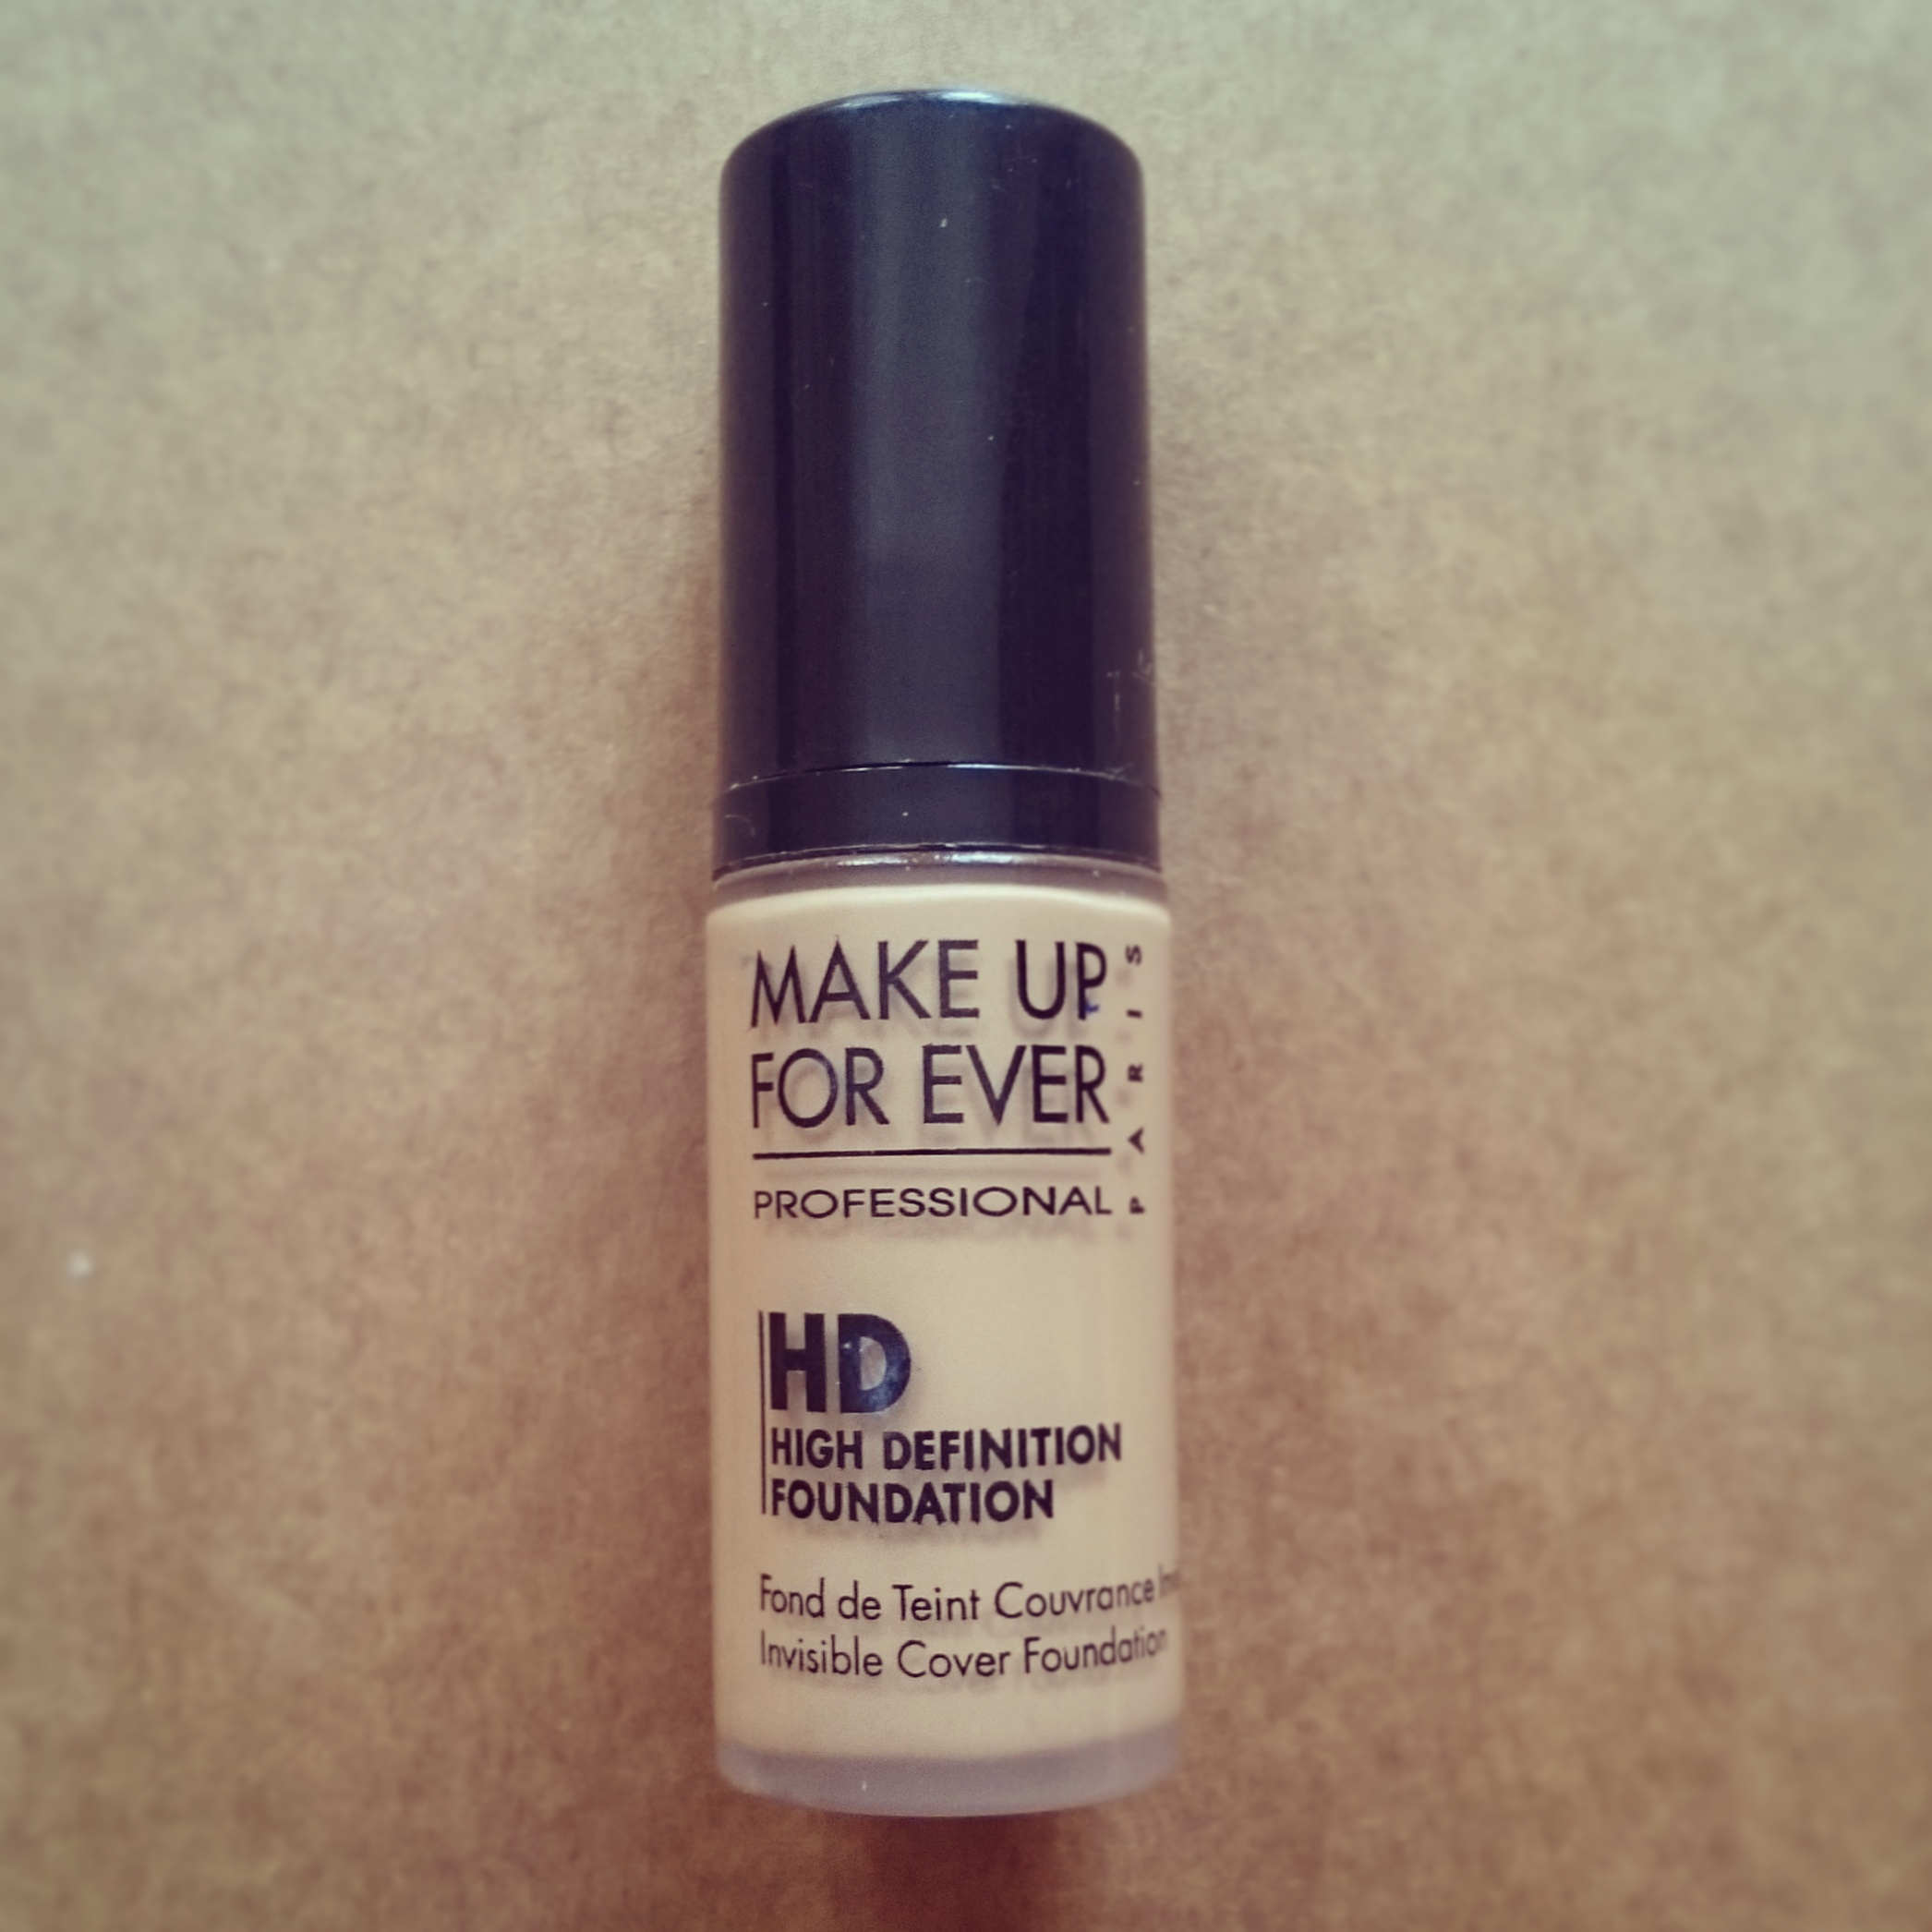 MAKE UP
FOR EVER
PROFESSIONAL
PARIS
HD
HIGH DEFINITION
FOUNDATION
Fond de Teint Couvrance
Invisible Cover Foundation